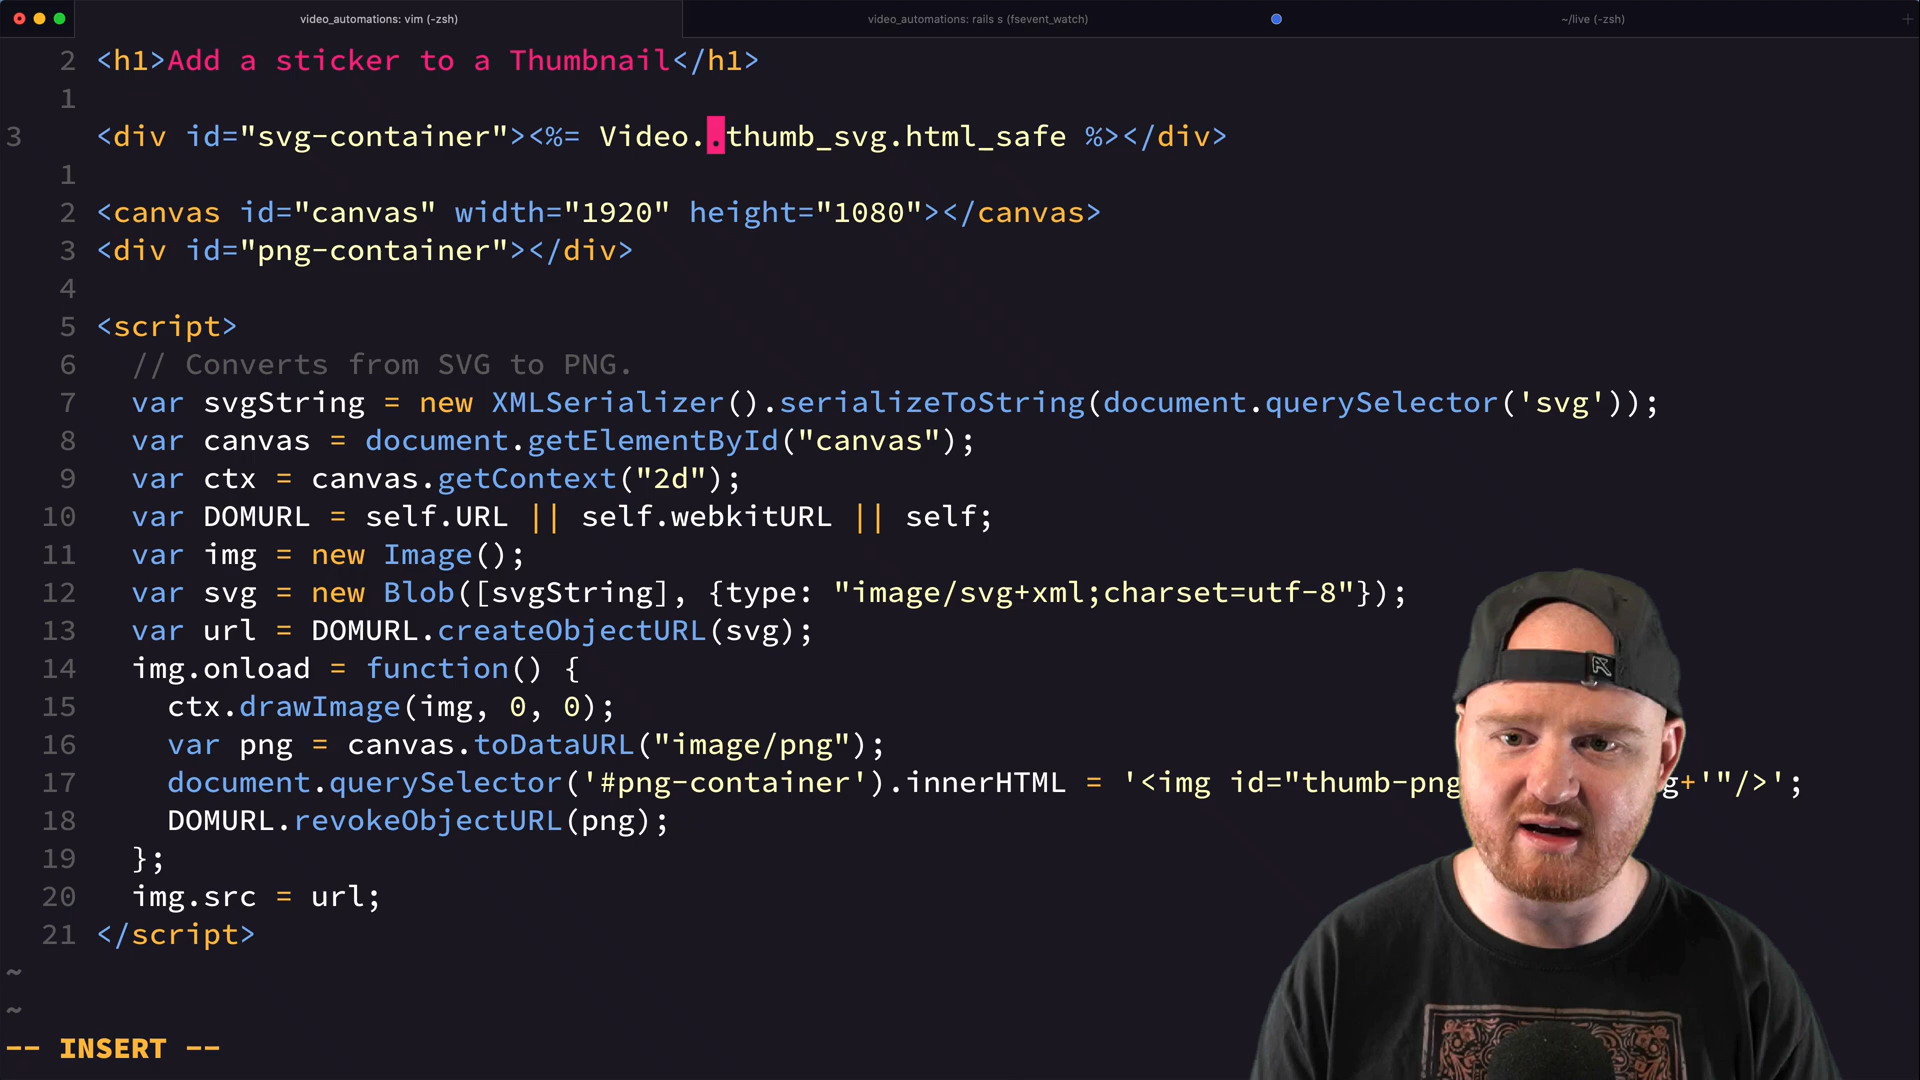 video_automations: vim (-zsh)
video_automations: rails s (fsevent_watch)
~/live (-zsh)
+
2 <h1>Add a sticker to a Thumbnail</h1>
1
3 <div id="svg-container"><%= Video..thumb_svg.html_safe %></div>
1
2 <canvas id="canvas" width="1920" height="1080"></canvas>
3 <div id="png-container"></div>
4
5 <script>
6 // Converts from SVG to PNG.
7 var svgString = new XMLSerializer().serializeToString(document.querySelector('svg'));
8 var canvas = document.getElementById("canvas");
9 var ctx = canvas.getContext("2d");
10 var DOMURL = self.URL || self.webkitURL || self;
11 var img = new Image();
12 var svg = new Blob([svgString], {type: "image/svg+xml;charset=utf-8"});
13 var url = DOMURL.createObjectURL(svg);
14 img.onload = function() {
15 ctx.drawImage(img, 0, 0);
16 var png = canvas.toDataURL("image/png");
17 document.querySelector('#png-container').innerHTML = '<img id="thumb-png g+'"/>';
18 DOMURL.revokeObjectURL(png);
19 };
20 img.src = url;
21 </script>
~
~
-- INSERT --